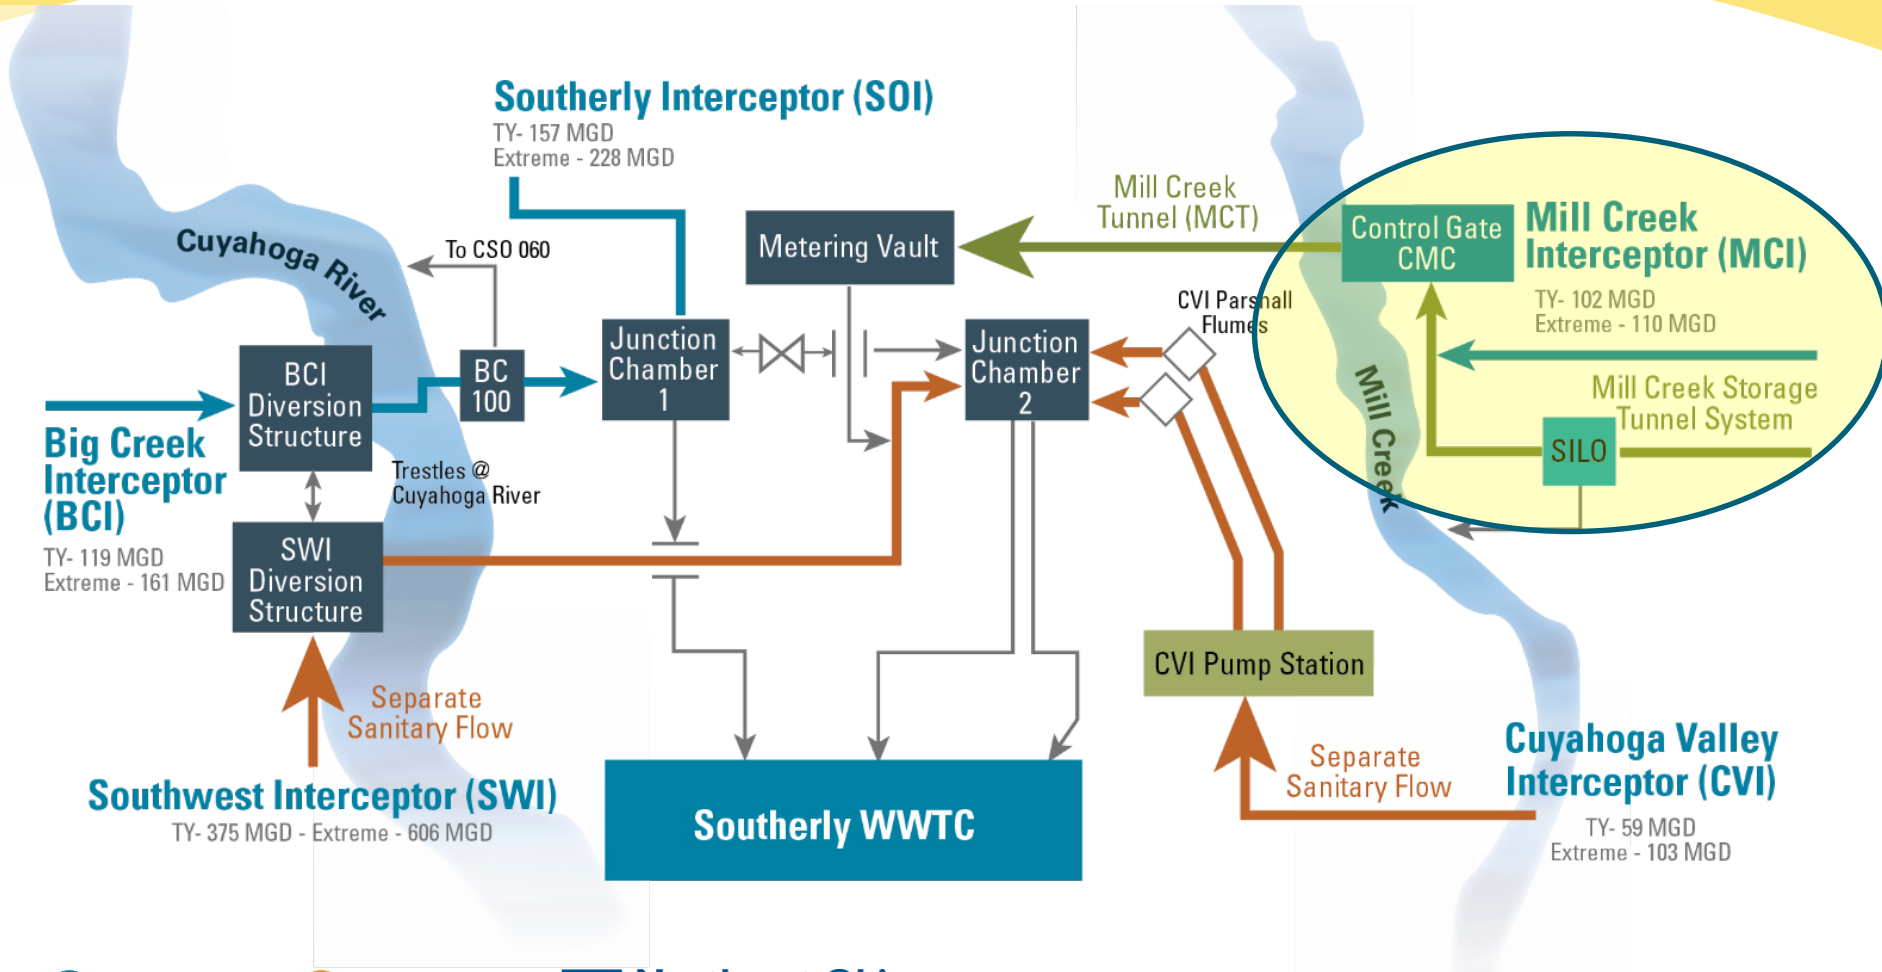 Southerly Interceptor (SOI)
TY- 157 MGD
Extreme - 228 MGD
Mill Creek
Tunnel (MCT)
Control Gate
CMC
Mill Creek
Interceptor (MCI)
TY- 102 MGD
Extreme - 110 MGD
Metering Vault
Cuyahoga River
To CSO 060
CVI Parshall
Flumes
BCI
Diversion
Structure
BC
100
Junction
Chamber
1
Junction
Chamber
2
Mill Creek
Mill Creek Storage
Tunnel System
SILO
Big Creek
Interceptor
(BCI)
TY- 119 MGD
Extreme - 161 MGD
Trestles @
Cuyahoga River
SWI
Diversion
Structure
CVI Pump Station
Separate
Sanitary Flow
Southwest Interceptor (SWI)
TY- 375 MGD - Extreme - 606 MGD
Southerly WWTC
Separate
Sanitary Flow
Cuyahoga Valley
Interceptor (CVI)
TY- 59 MGD
Extreme - 103 MGD